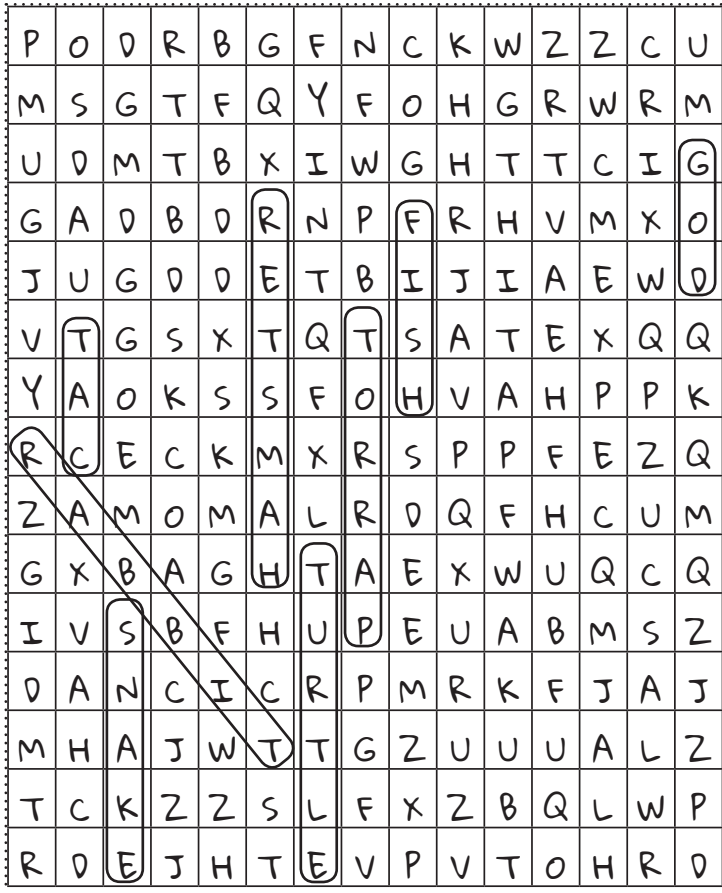 P O D R B G F N C K W Z Z C U
M S G T F Q Y F O H G R W R M
U D M T B X I W G H T T C I G
G A D B D R N P F R H V M X O
J U G D D E T B I J I A E W D
V T G S X T Q T S A T E X Q Q
Y A O K S S F O H V A H P P K
R C E C K M X R S P P F E Z Q
Z A M O M A L R D Q F H C U M
G X B A G H T A E X W U Q C Q
I V S B F H U P E U A B M S Z
D A N C I C R P M R K F J A J
M H A J W T T G Z U U U A L Z
T C K Z Z S L F X Z B Q L W P
R D E J H T E V P V T O H R D